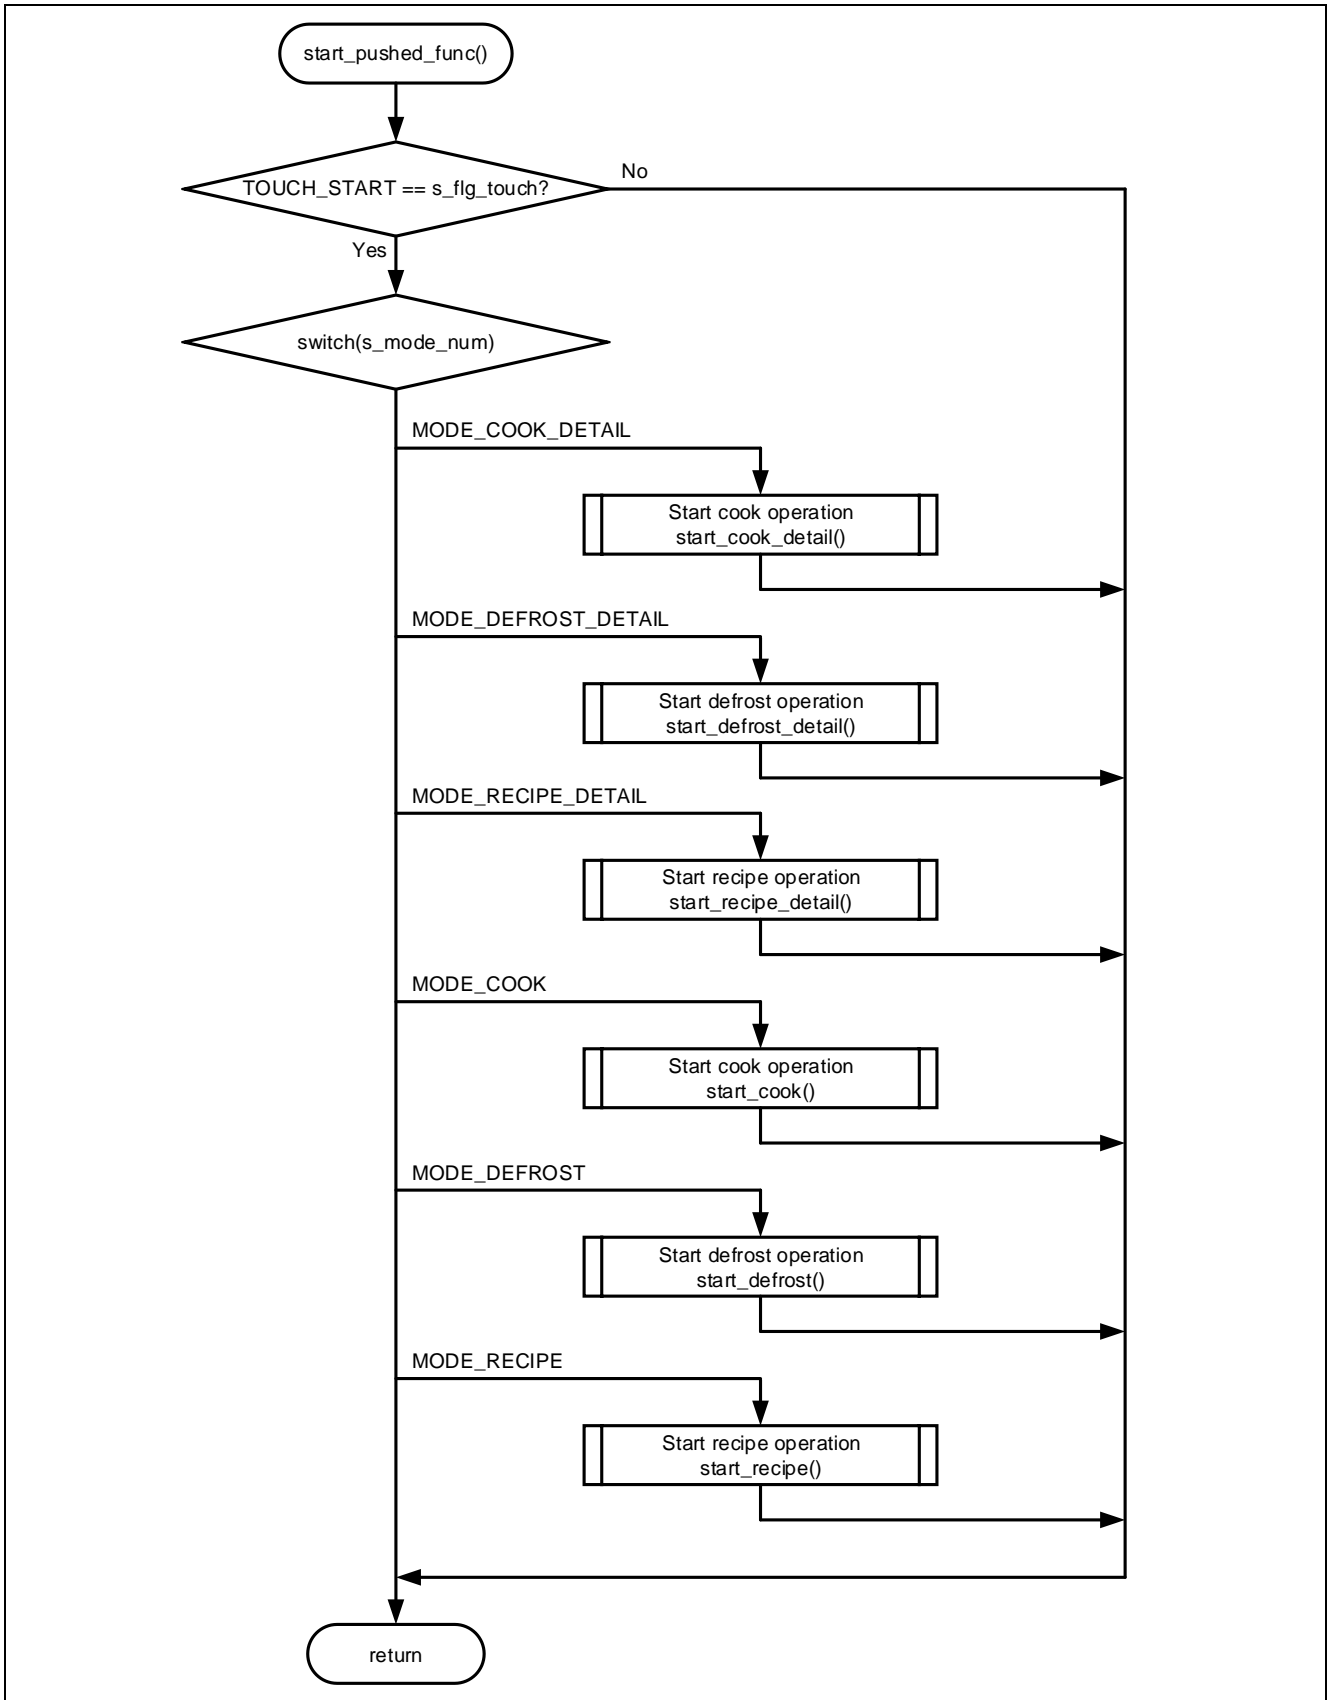 start_pushed_func()
TOUCH_START == s_flg_touch?
No
Yes
switch(s_mode_num)
MODE_COOK_DETAIL
Start cook operation
start_cook_detail()
MODE_DEFROST_DETAIL
Start defrost operation
start_defrost_detail()
MODE_RECIPE_DETAIL
Start recipe operation
start_recipe_detail()
MODE_COOK
Start cook operation
start_cook()
MODE_DEFROST
Start defrost operation
start_defrost()
MODE_RECIPE
Start recipe operation
start_recipe()
return